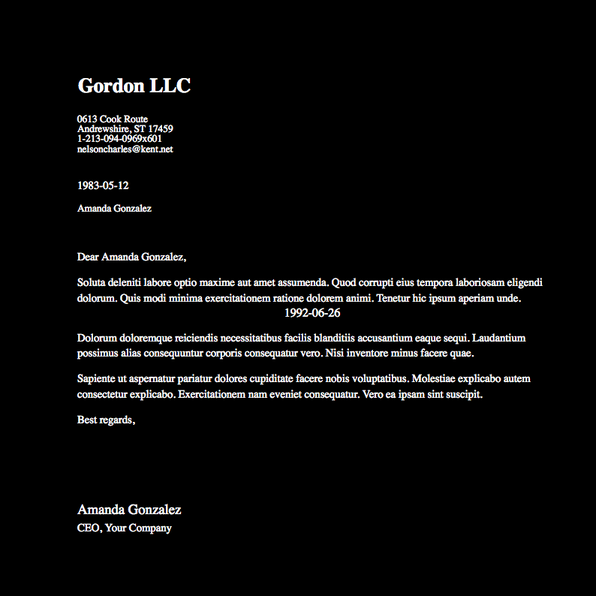 Gordon LLC
0613 Cook Route
Andrewshire, ST 17459
1-213-094-0969x601
nelsoncharles@kent.net
1983-05-12
Amanda Gonzalez
Dear Amanda Gonzalez,
Soluta deleniti labore optio maxime aut amet assumenda. Quod corrupti eius tempora laboriosam eligendi
dolorum. Quis modi minima exercitationem ratione dolorem animi. Tenetur hic ipsum aperiam unde.
1992-06-26
Dolorum doloremque reiciendis necessitatibus facilis blanditiis accusantium eaque sequi. Laudantium
possimus alias consequuntur corporis consequatur vero. Nisi inventore minus facere quae.
Sapiente ut aspernatur pariatur dolores cupiditate facere nobis voluptatibus. Molestiae explicabo autem
consectetur explicabo. Exercitationem nam eveniet consequatur. Vero ea ipsam sint suscipit.
Best regards,
Amanda Gonzalez
CEO, Your Company